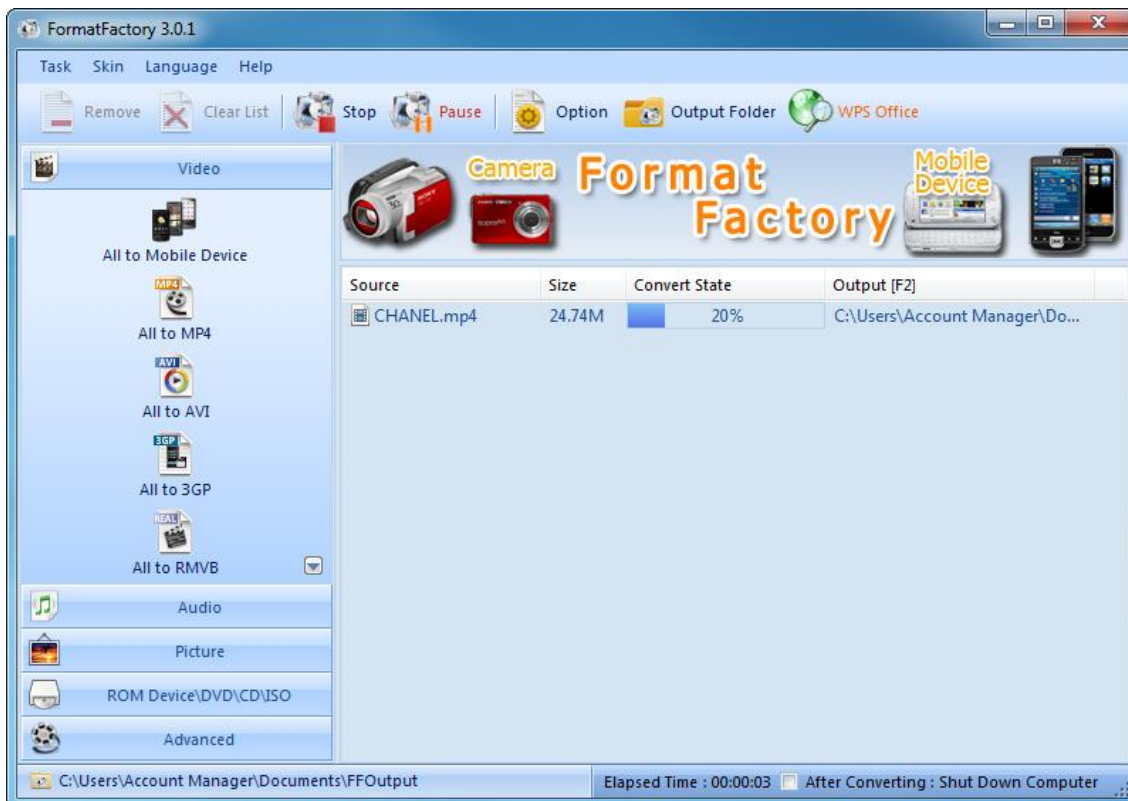 FormatFactory 3.0.1
Task Skin Language Help
Remove Clear List Stop Pause Option Output Folder WPS Office
Video
All to Mobile Device
MP4
All to MP4
AVI
All to AVI
3GP
All to 3GP
REAL
All to RMVB
Audio
Picture
ROM Device\DVD\CD\ISO
Advanced
Camera
Format
Factory
Mobile
Device
SONY
Source Size Convert State Output [F2]
CHANEL.mp4 24.74M 20% C:\Users\Account Manager\Do...
C:\Users\Account Manager\Documents\FFOutput
Elapsed Time : 00:00:03 After Converting : Shut Down Computer